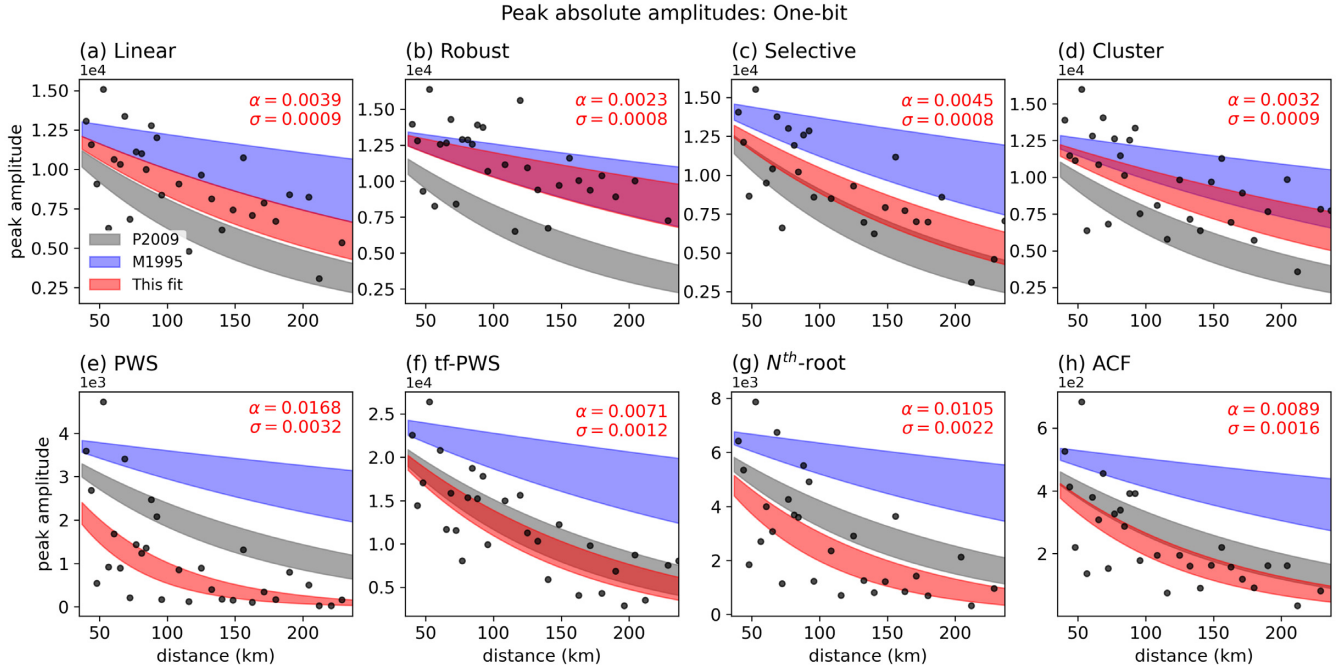 Peak absolute amplitudes: One-bit
(a) Linear
1e4
α = 0.0039
σ = 0.0009
1.50
1.25
1.00
0.75
0.50
0.25
peak amplitude
P2009
M1995
This fit
50 100 150 200
(b) Robust
1e4
α = 0.0023
σ = 0.0008
1.50
1.25
1.00
0.75
0.50
0.25
50 100 150 200
(c) Selective
1e4
α = 0.0045
σ = 0.0008
1.50
1.25
1.00
0.75
0.50
0.25
50 100 150 200
(d) Cluster
1e4
α = 0.0032
σ = 0.0009
1.50
1.25
1.00
0.75
0.50
0.25
50 100 150 200
(e) PWS
1e3
α = 0.0168
σ = 0.0032
4
3
2
1
0
peak amplitude
50 100 150 200
distance (km)
(f) tf-PWS
1e4
α = 0.0071
σ = 0.0012
2.5
2.0
1.5
1.0
0.5
50 100 150 200
distance (km)
(g) Nth-root
1e3
α = 0.0105
σ = 0.0022
8
6
4
2
0
50 100 150 200
distance (km)
(h) ACF
1e2
α = 0.0089
σ = 0.0016
6
4
2
50 100 150 200
distance (km)